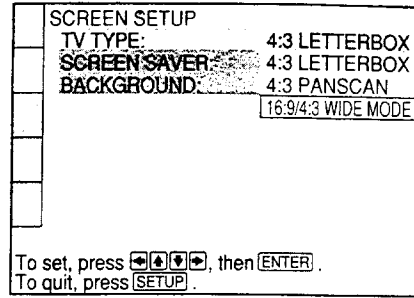 SCREEN SETUP
TV TYPE: 4:3 LETTERBOX
SCREEN SAVER: 4:3 LETTERBOX
BACKGROUND: 4:3 PANSCAN
16:9/4:3 WIDE MODE
To set, press ←↑↓→, then ENTER.
To quit, press SETUP.